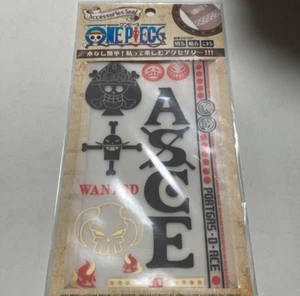 Accessories Seal
ONE PIECE
水なし簡単！貼って楽しむアクセサリー!!!
ASCE
WANTED
PORTGAS・D・ACE